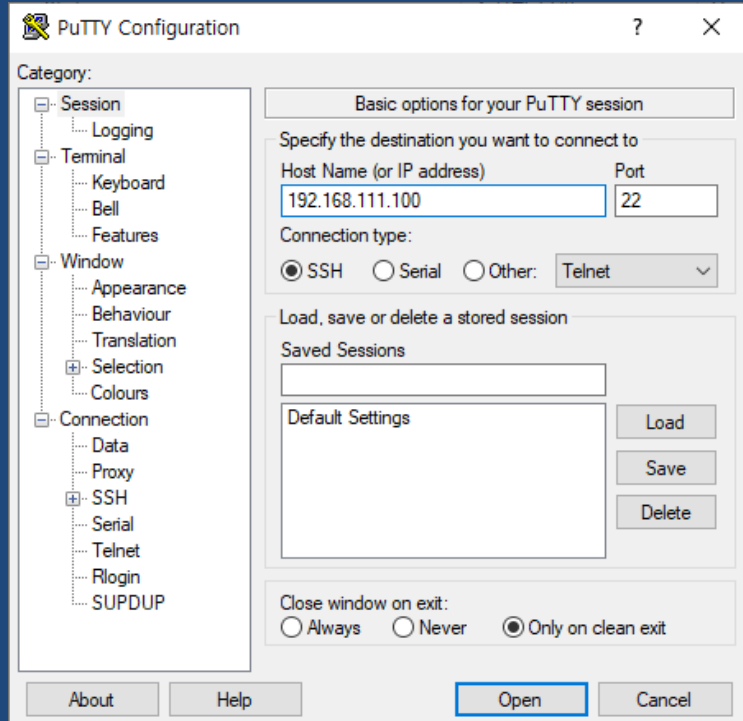 PuTTY Configuration
?
Category:
Session
Logging
Terminal
Keyboard
Bell
Features
Window
Appearance
Behaviour
Translation
Selection
Colours
Connection
Data
Proxy
SSH
Serial
Telnet
Rlogin
SUPDUP
Basic options for your PuTTY session
Specify the destination you want to connect to
Host Name (or IP address) Port
192.168.111.100 22
Connection type:
SSH Serial Other: Telnet
Load, save or delete a stored session
Saved Sessions
Default Settings
Load
Save
Delete
Close window on exit:
Always Never Only on clean exit
About Help Open Cancel